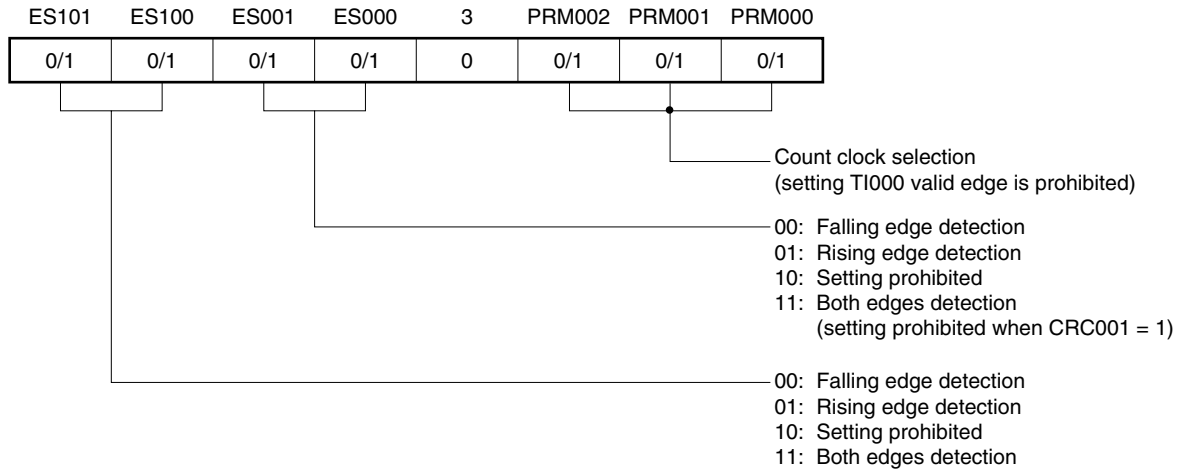 ES101 ES100 ES001 ES000 3 PRM002 PRM001 PRM000
0/1 0/1 0/1 0/1 0 0/1 0/1 0/1
Count clock selection
(setting TI000 valid edge is prohibited)
00: Falling edge detection
01: Rising edge detection
10: Setting prohibited
11: Both edges detection
(setting prohibited when CRC001 = 1)
00: Falling edge detection
01: Rising edge detection
10: Setting prohibited
11: Both edges detection